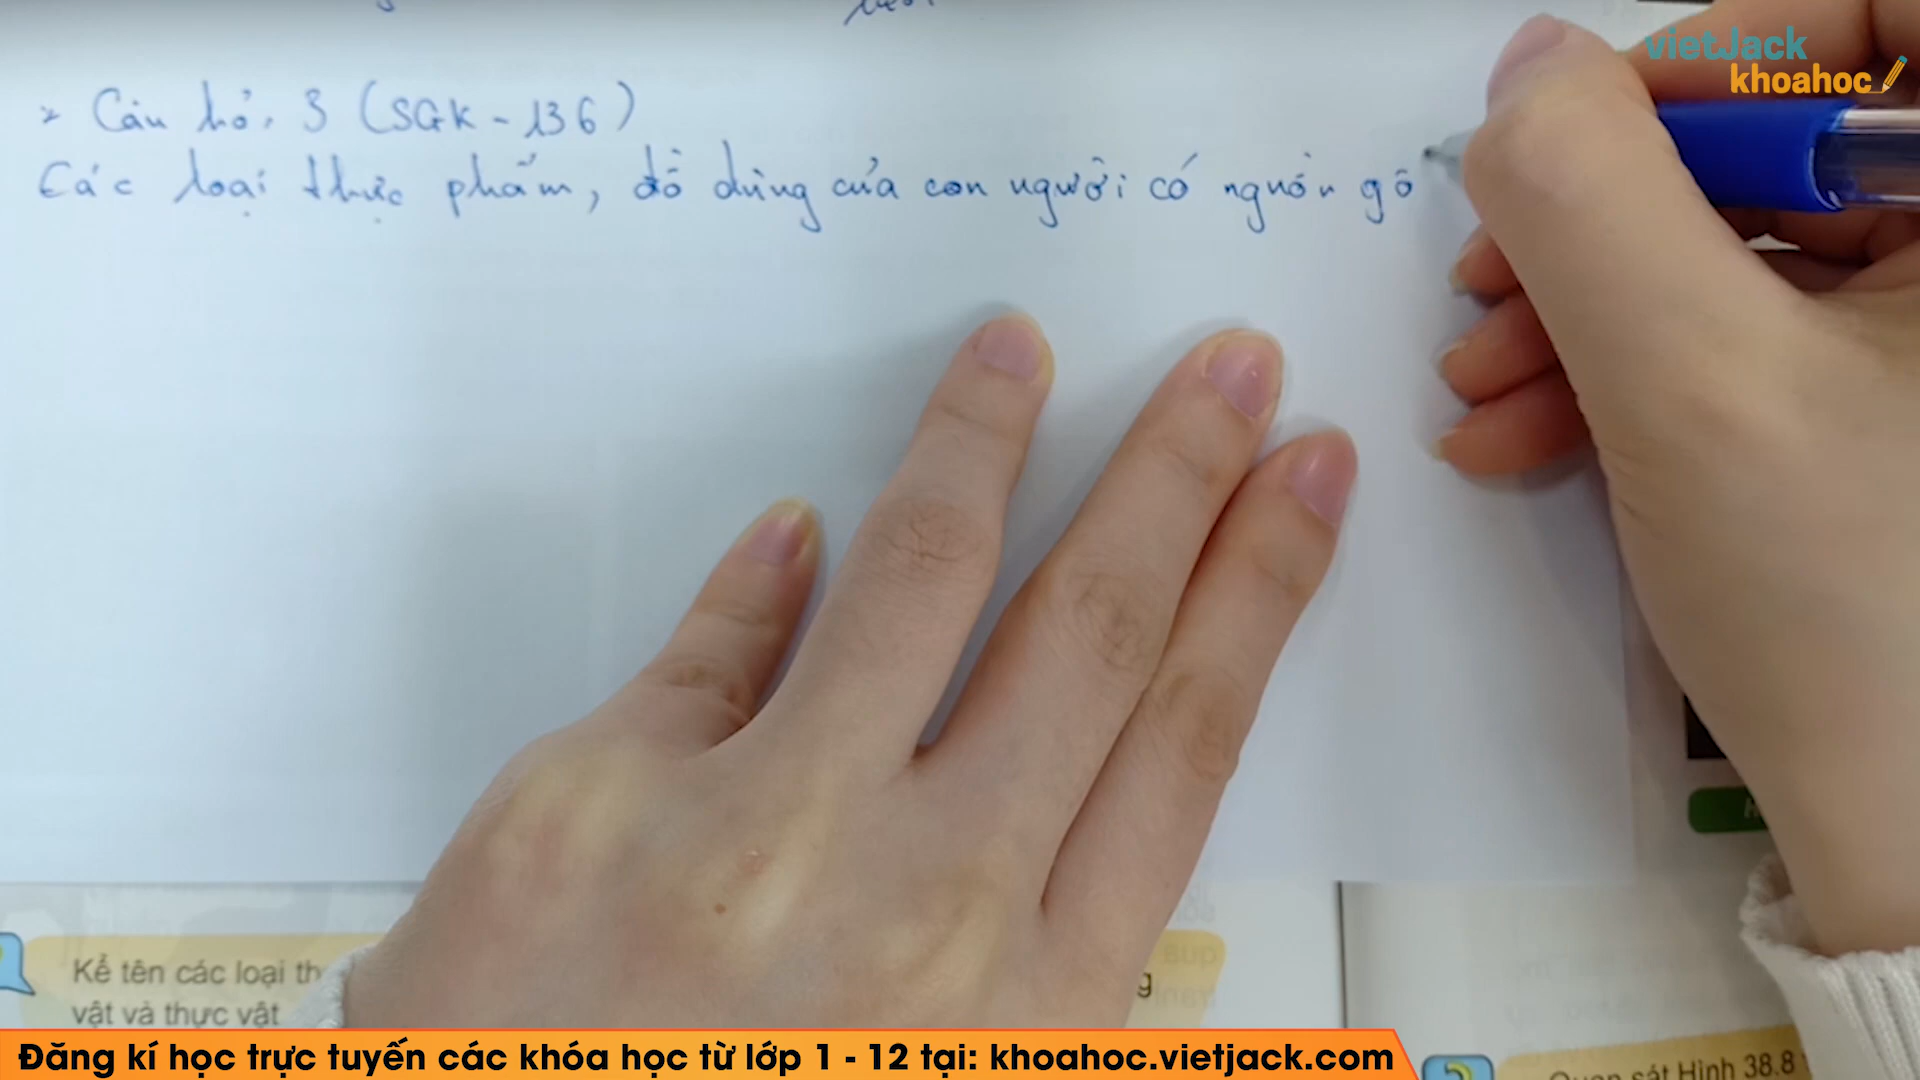 vietJack
khoahoc
> Câu hỏi 3 (SGK - 136)
Các loại thực phẩm, đồ dùng của con người có nguồn gố
Kể tên các loại th
vật và thực vật
g
Quan sát Hình 38.8
Đăng kí học trực tuyến các khóa học từ lớp 1 - 12 tại: khoahoc.vietjack.com